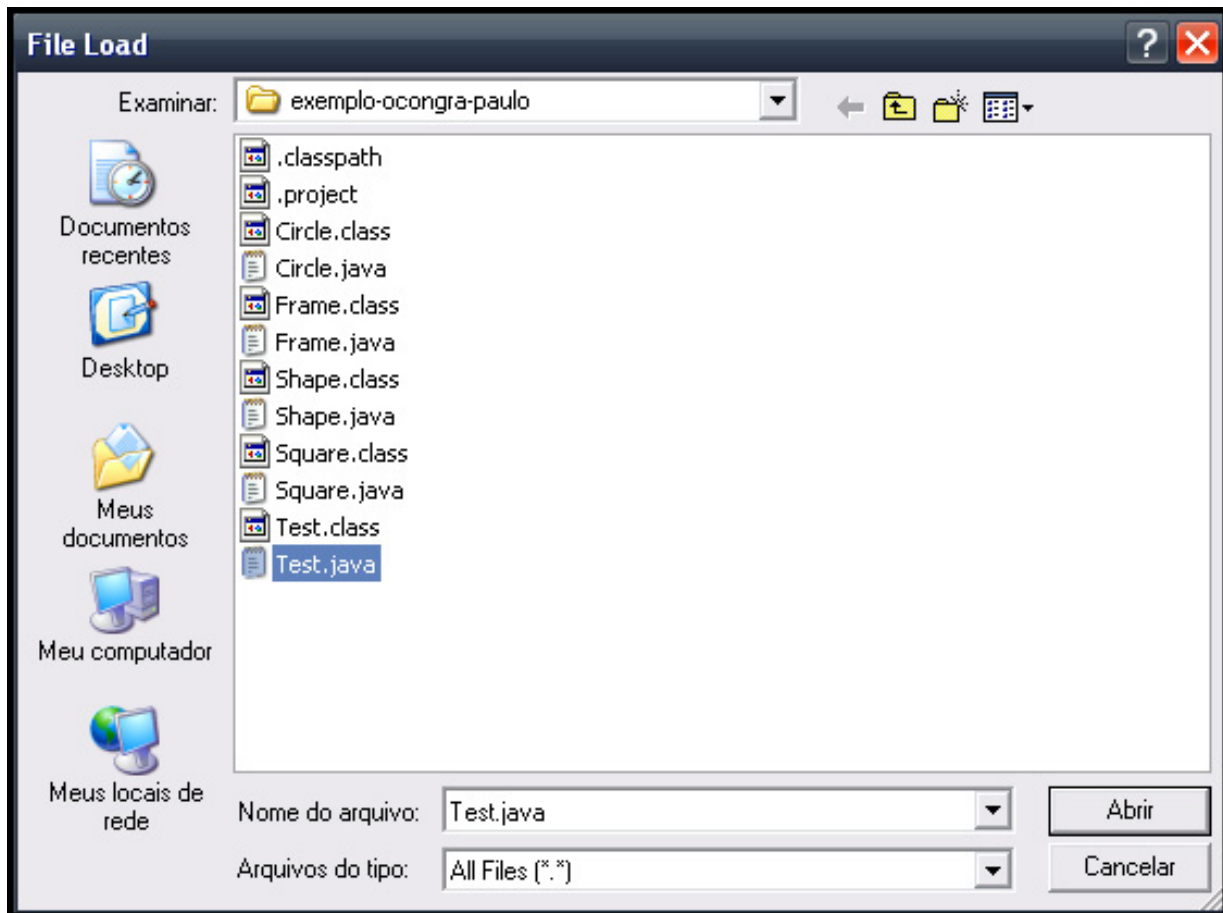 File Load
?
Examinar:
exemplo-ocongra-paulo
Documentos
recentes
Desktop
Meus
documentos
Meu computador
Meus locais de
rede
.classpath
.project
Circle.class
Circle.java
Frame.class
Frame.java
Shape.class
Shape.java
Square.class
Square.java
Test.class
Test.java
Nome do arquivo:
Test.java
Abrir
Arquivos do tipo:
All Files (*.*)
Cancelar